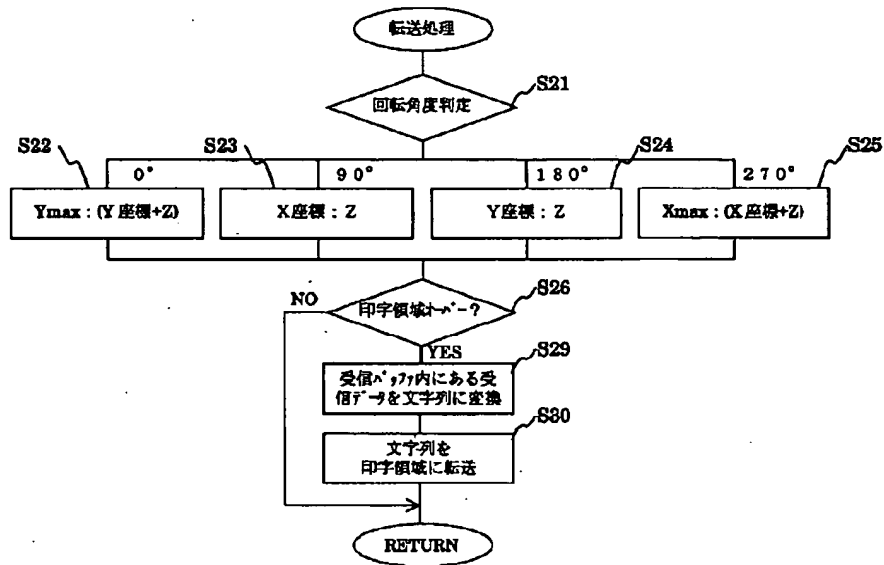 転送処理
S21
回転角度判定
S22
S23
S24
S25
0°
90°
180°
270°
Ymax : (Y 座標+Z)
X座標 : Z
Y座標 : Z
Xmax : (X 座標+Z)
S26
NO
印字領域ｵｰﾊﾞｰ?
YES
S29
受信ﾊﾞｯﾌｧ内にある受
信ﾃﾞｰﾀを文字列に変換
S30
文字列を
印字領域に転送
RETURN